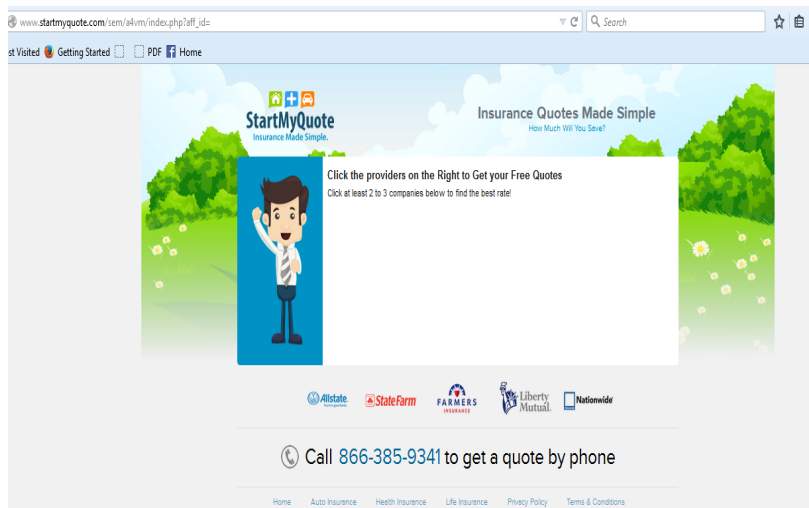 www.startmyquote.com/sem/a4vm/index.php?aff_id=
Search
st Visited Getting Started PDF Home
StartMyQuote
Insurance Made Simple.
Insurance Quotes Made Simple
How Much Will You Save?
Click the providers on the Right to Get your Free Quotes
Click at least 2 to 3 companies below to find the best rate!
Allstate.
StateFarm
FARMERS
INSURANCE
Liberty
Mutual.
Nationwide
Call 866-385-9341 to get a quote by phone
Home Auto Insurance Health Insurance Life Insurance Privacy Policy Terms & Conditions